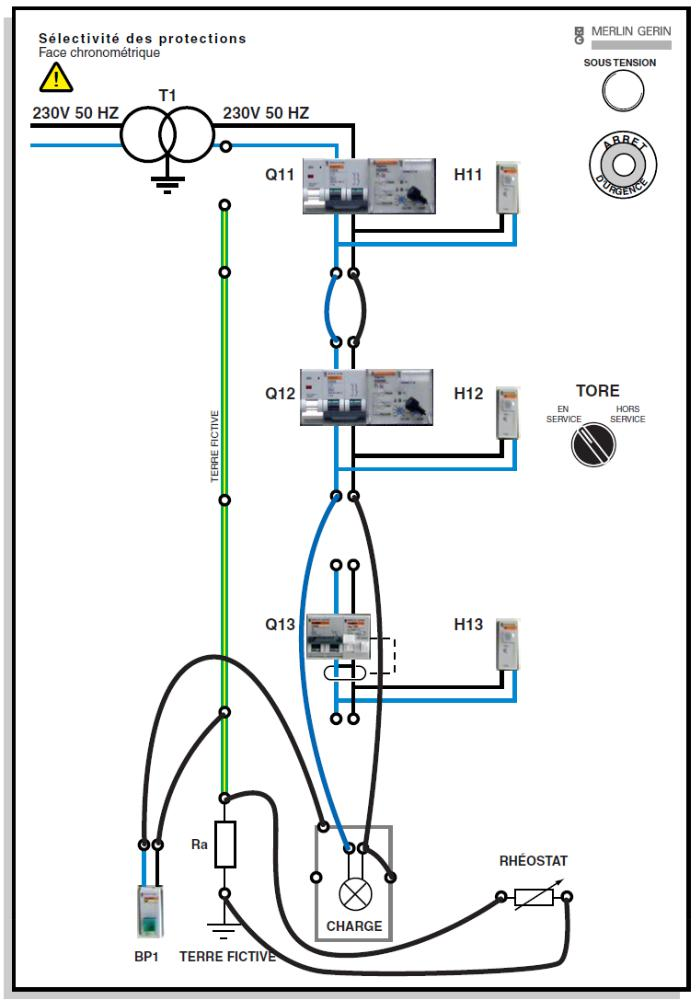 Sélectivité des protections
Face chronométrique
MERLIN GERIN
SOUS TENSION
T1
230V 50 HZ
230V 50 HZ
ARRET
D'URGENCE
Q11
H11
Q12
H12
TORE
EN
SERVICE
HORS
SERVICE
TERRE FICTIVE
Q13
H13
Ra
RHÉOSTAT
CHARGE
BP1
TERRE FICTIVE